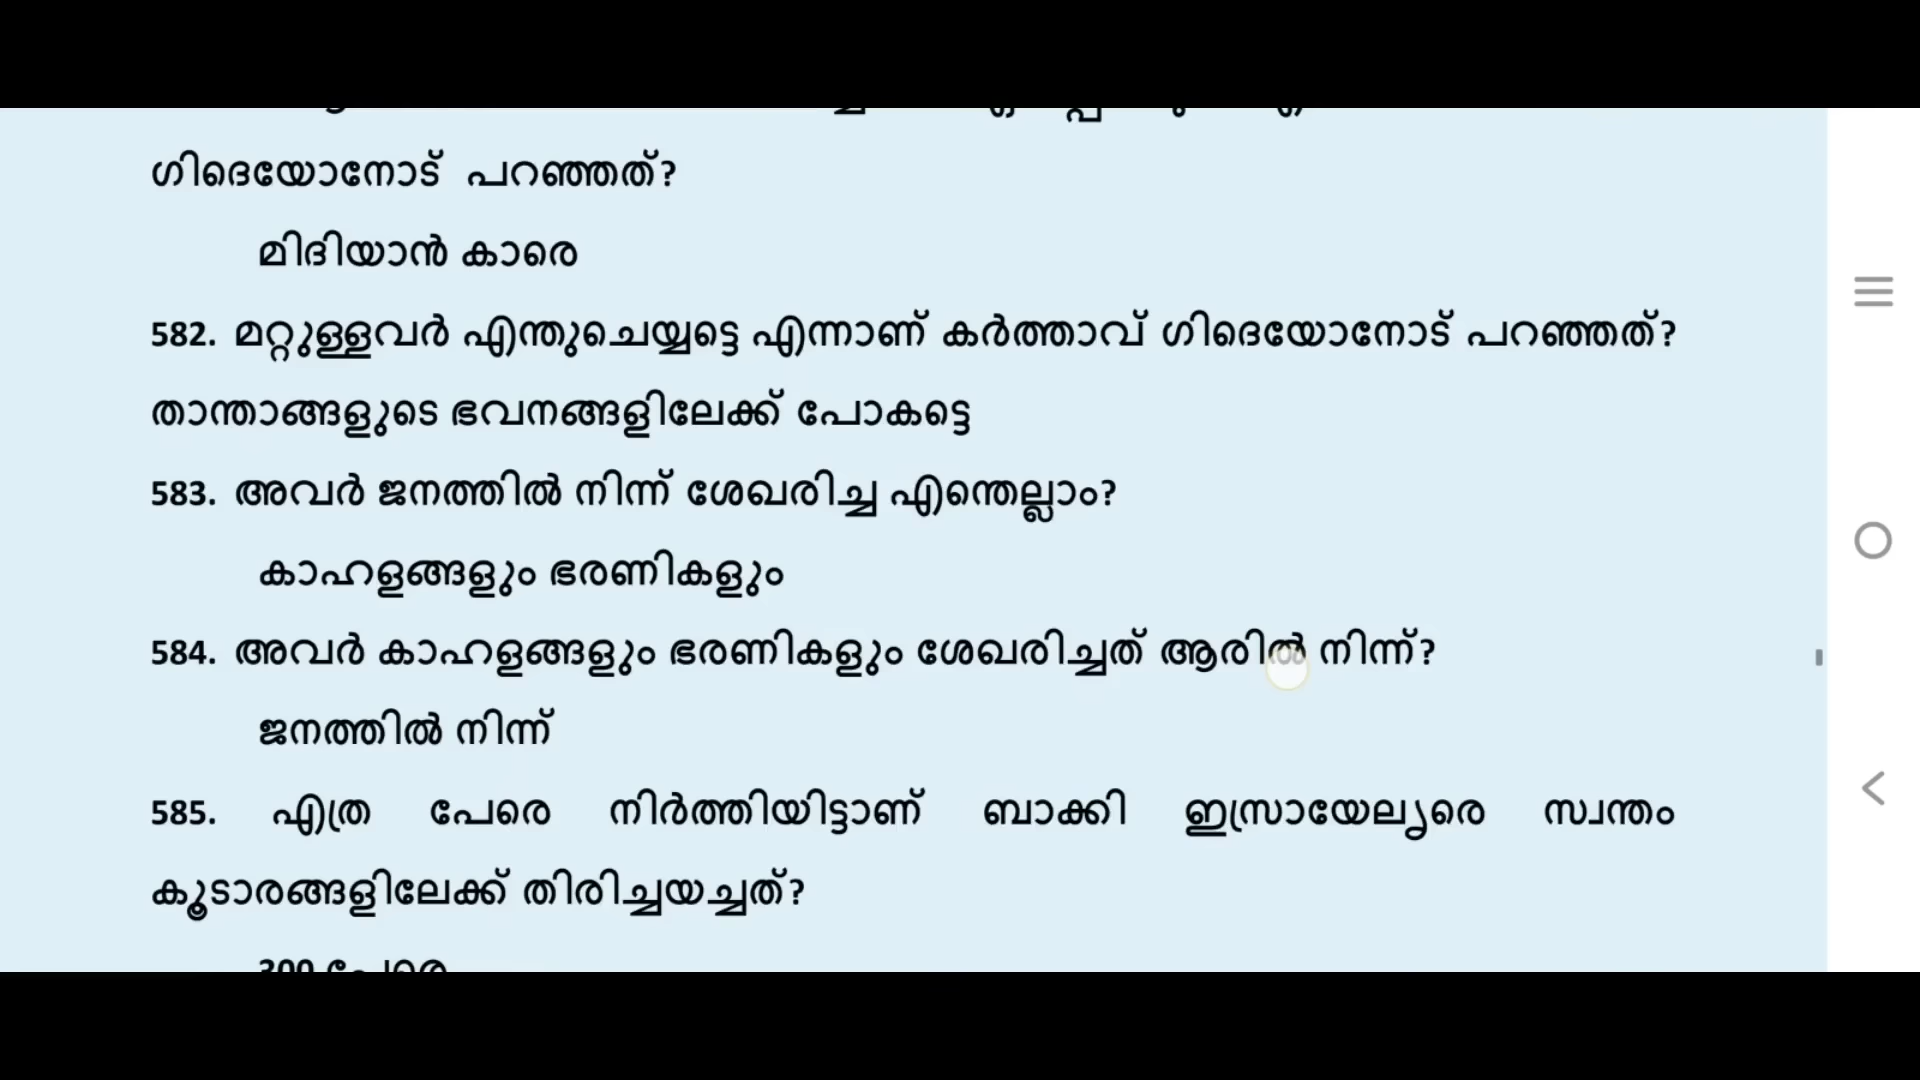 ഗിദെയോനോട് പറഞ്ഞത്?
മിദിയാൻ കാരെ
582. മറ്റുള്ളവർ എന്തുചെയ്യട്ടെ എന്നാണ് കർത്താവ് ഗിദെയോനോട് പറഞ്ഞത്?
താന്താങ്ങളുടെ ഭവനങ്ങളിലേക്ക് പോകട്ടെ
583. അവർ ജനത്തിൽ നിന്ന് ശേഖരിച്ച എന്തെല്ലാം?
കാഹളങ്ങളും ഭരണികളും
584. അവർ കാഹളങ്ങളും ഭരണികളും ശേഖരിച്ചത് ആരിൽ നിന്ന്?
ജനത്തിൽ നിന്ന്
585. എത്ര പേരെ നിർത്തിയിട്ടാണ് ബാക്കി ഇസ്രായേല്യരെ സ്വന്തം
കൂടാരങ്ങളിലേക്ക് തിരിച്ചയച്ചത്?
300 പേരെ